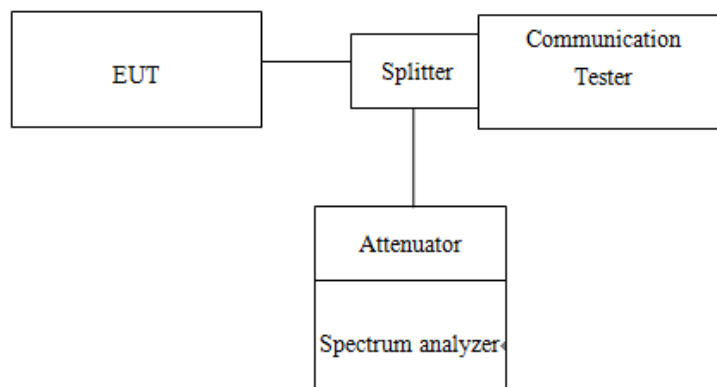 EUT
Splitter
Communication
Tester
Attenuator
Spectrum analyzer